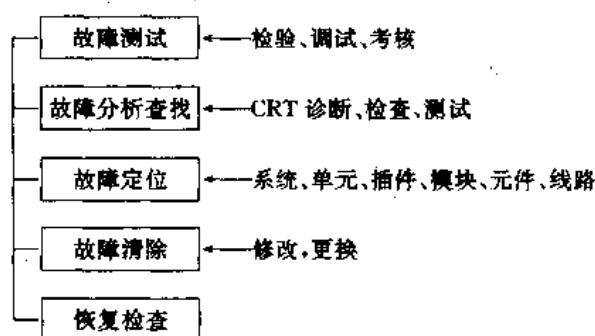 故障测试 检验、调试、考核
故障分析查找 CRT 诊断、检查、测试
故障定位 系统、单元、插件、模块、元件、线路
故障清除 修改,更换
恢复检查